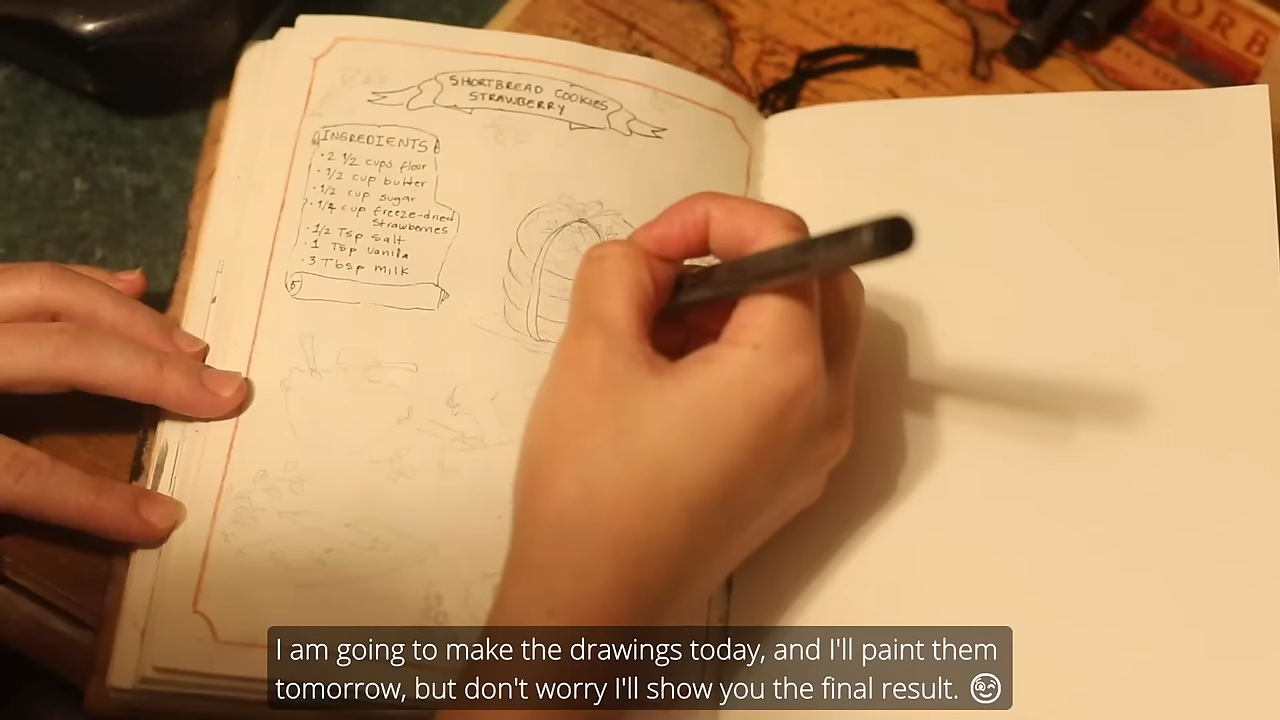 SHORTBREAD COOKIES
STRAWBERRY
INGREDIENTS
· 2 1/2 cups flour
· 1/2 cup butter
· 1/2 cup sugar
· 1/4 cup freeze-dried
strawberries
· 1/2 Tsp salt
· 1 Tsp vanilla
· 3 Tbsp milk
ORB
I am going to make the drawings today, and I'll paint them
tomorrow, but don't worry I'll show you the final result. 😉